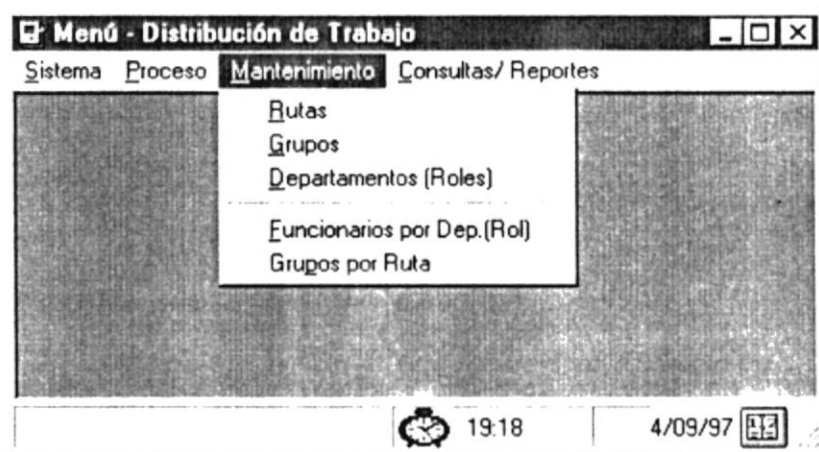 Menú - Distribución de Trabajo
Sistema Proceso Mantenimiento Consultas/ Reportes
Rutas
Grupos
Departamentos (Roles)
Funcionarios por Dep.(Rol)
Grupos por Ruta
19:18 4/09/97